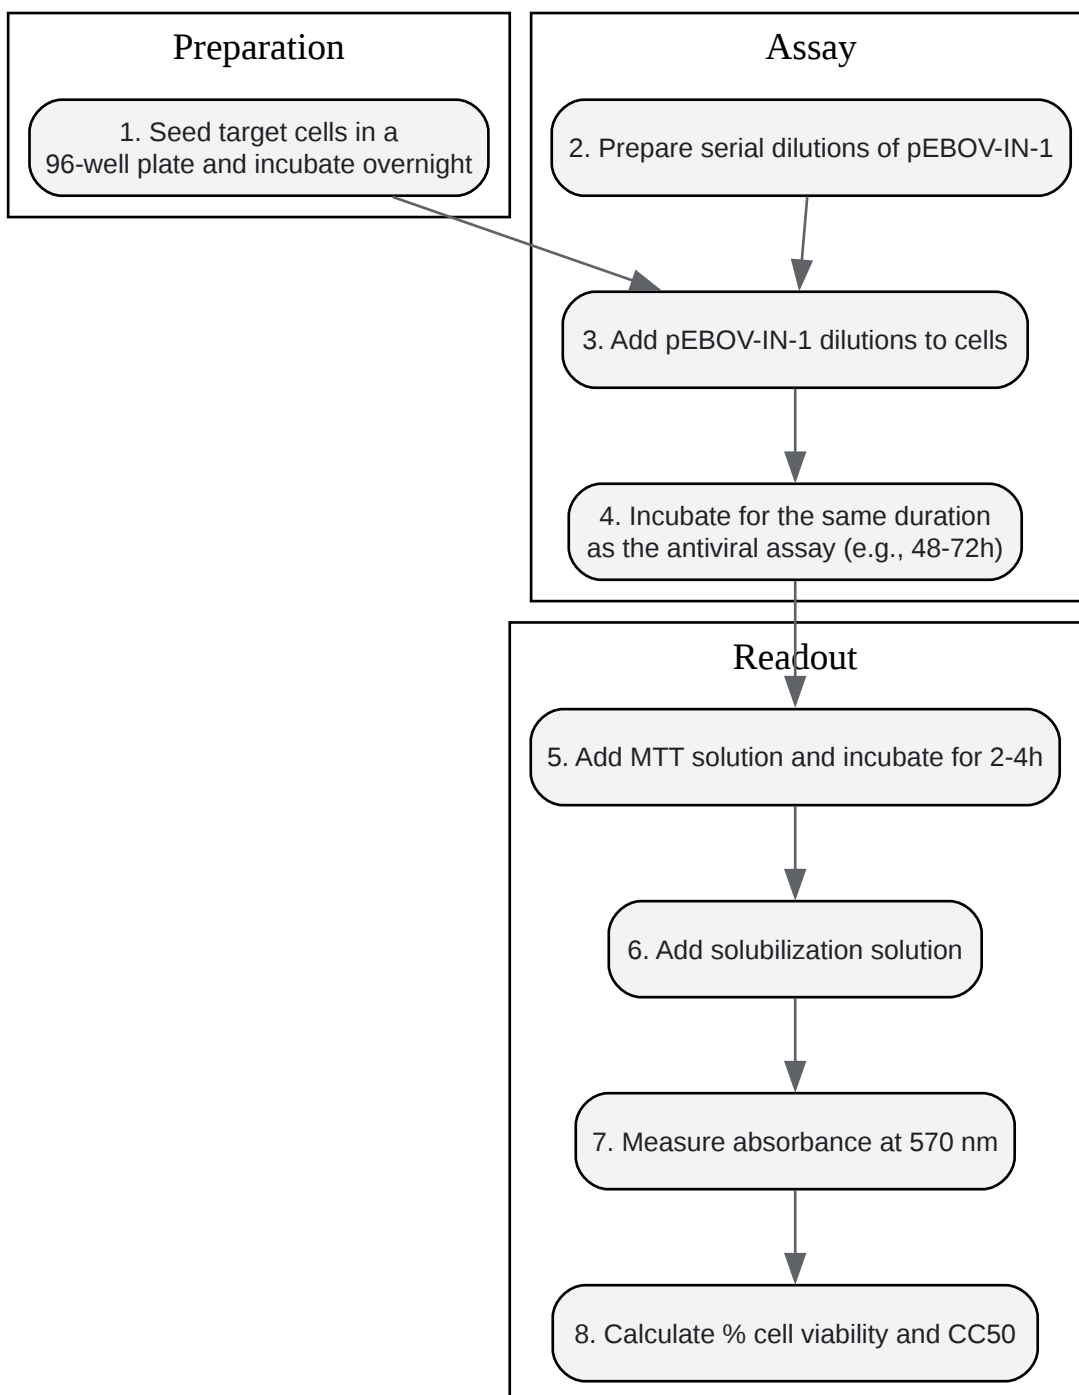 Preparation
1. Seed target cells in a
96-well plate and incubate overnight
Assay
2. Prepare serial dilutions of pEBOV-IN-1
3. Add pEBOV-IN-1 dilutions to cells
4. Incubate for the same duration
as the antiviral assay (e.g., 48-72h)
Readout
5. Add MTT solution and incubate for 2-4h
6. Add solubilization solution
7. Measure absorbance at 570 nm
8. Calculate % cell viability and CC50